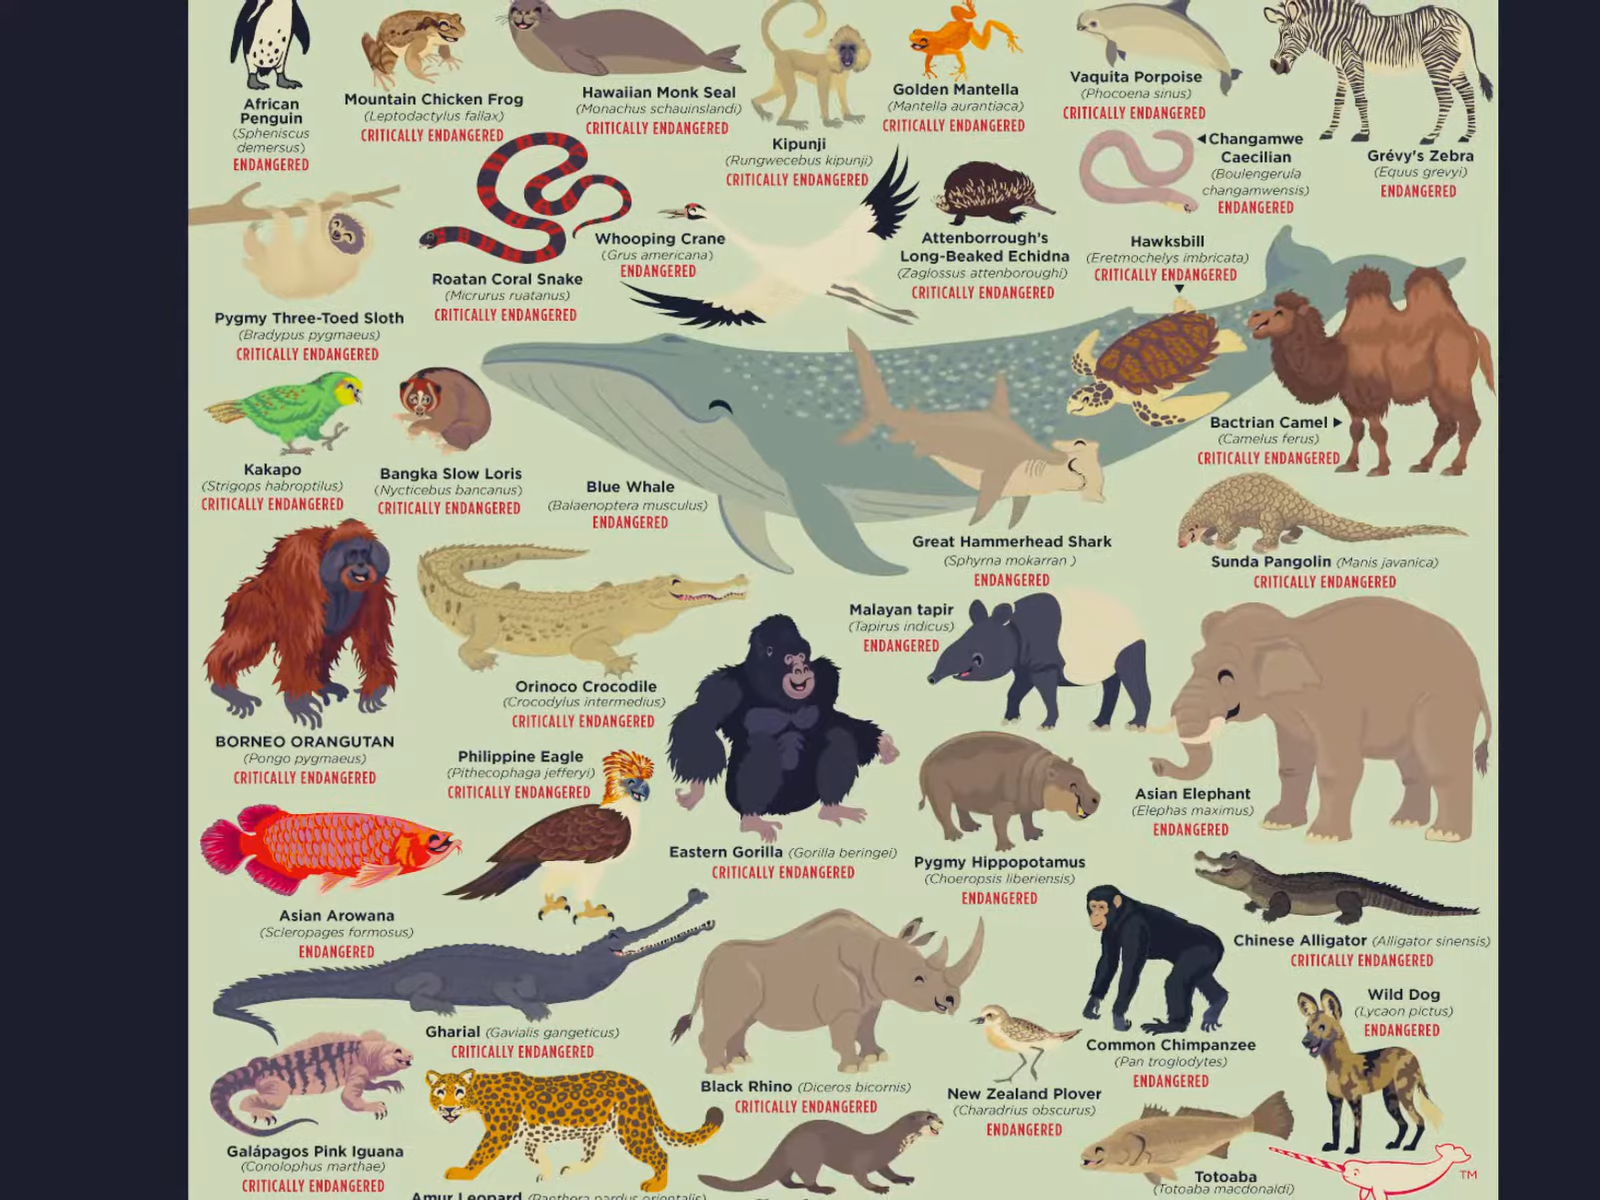 African
Penguin
(Spheniscus
demersus)
ENDANGERED
Mountain Chicken Frog
(Leptodactylus fallax)
CRITICALLY ENDANGERED
Hawaiian Monk Seal
(Monachus schauinslandi)
CRITICALLY ENDANGERED
Kipunji
(Rungwecebus kipunji)
CRITICALLY ENDANGERED
Golden Mantella
(Mantella aurantiaca)
CRITICALLY ENDANGERED
Vaquita Porpoise
(Phocoena sinus)
CRITICALLY ENDANGERED
Changamwe
Caecilian
(Boulengerula
changamwensis)
ENDANGERED
Grévy's Zebra
(Equus grevyi)
ENDANGERED
Pygmy Three-Toed Sloth
(Bradypus pygmaeus)
CRITICALLY ENDANGERED
Roatan Coral Snake
(Micrurus ruatanus)
CRITICALLY ENDANGERED
Whooping Crane
(Grus americana)
ENDANGERED
Attenborough's
Long-Beaked Echidna
(Zaglossus attenboroughi)
CRITICALLY ENDANGERED
Hawksbill
(Eretmochelys imbricata)
CRITICALLY ENDANGERED
Kakapo
(Strigops habroptilus)
CRITICALLY ENDANGERED
Bangka Slow Loris
(Nycticebus bancanus)
CRITICALLY ENDANGERED
Blue Whale
(Balaenoptera musculus)
ENDANGERED
Bactrian Camel
(Camelus ferus)
CRITICALLY ENDANGERED
Great Hammerhead Shark
(Sphyrna mokarran )
ENDANGERED
Sunda Pangolin (Manis javanica)
CRITICALLY ENDANGERED
BORNEO ORANGUTAN
(Pongo pygmaeus)
CRITICALLY ENDANGERED
Orinoco Crocodile
(Crocodylus intermedius)
CRITICALLY ENDANGERED
Malayan tapir
(Tapirus indicus)
ENDANGERED
Philippine Eagle
(Pithecophaga jefferyi)
CRITICALLY ENDANGERED
Asian Elephant
(Elephas maximus)
ENDANGERED
Eastern Gorilla (Gorilla beringei)
CRITICALLY ENDANGERED
Pygmy Hippopotamus
(Choeropsis liberiensis)
ENDANGERED
Asian Arowana
(Scleropages formosus)
ENDANGERED
Chinese Alligator (Alligator sinensis)
CRITICALLY ENDANGERED
Gharial (Gavialis gangeticus)
CRITICALLY ENDANGERED
Wild Dog
(Lycaon pictus)
ENDANGERED
Common Chimpanzee
(Pan troglodytes)
ENDANGERED
Black Rhino (Diceros bicornis)
CRITICALLY ENDANGERED
New Zealand Plover
(Charadrius obscurus)
ENDANGERED
Galápagos Pink Iguana
(Conolophus marthae)
CRITICALLY ENDANGERED
Totoaba
(Totoaba macdonaldi)
TM
Amur Leopard (Panthera pardus orientalis)